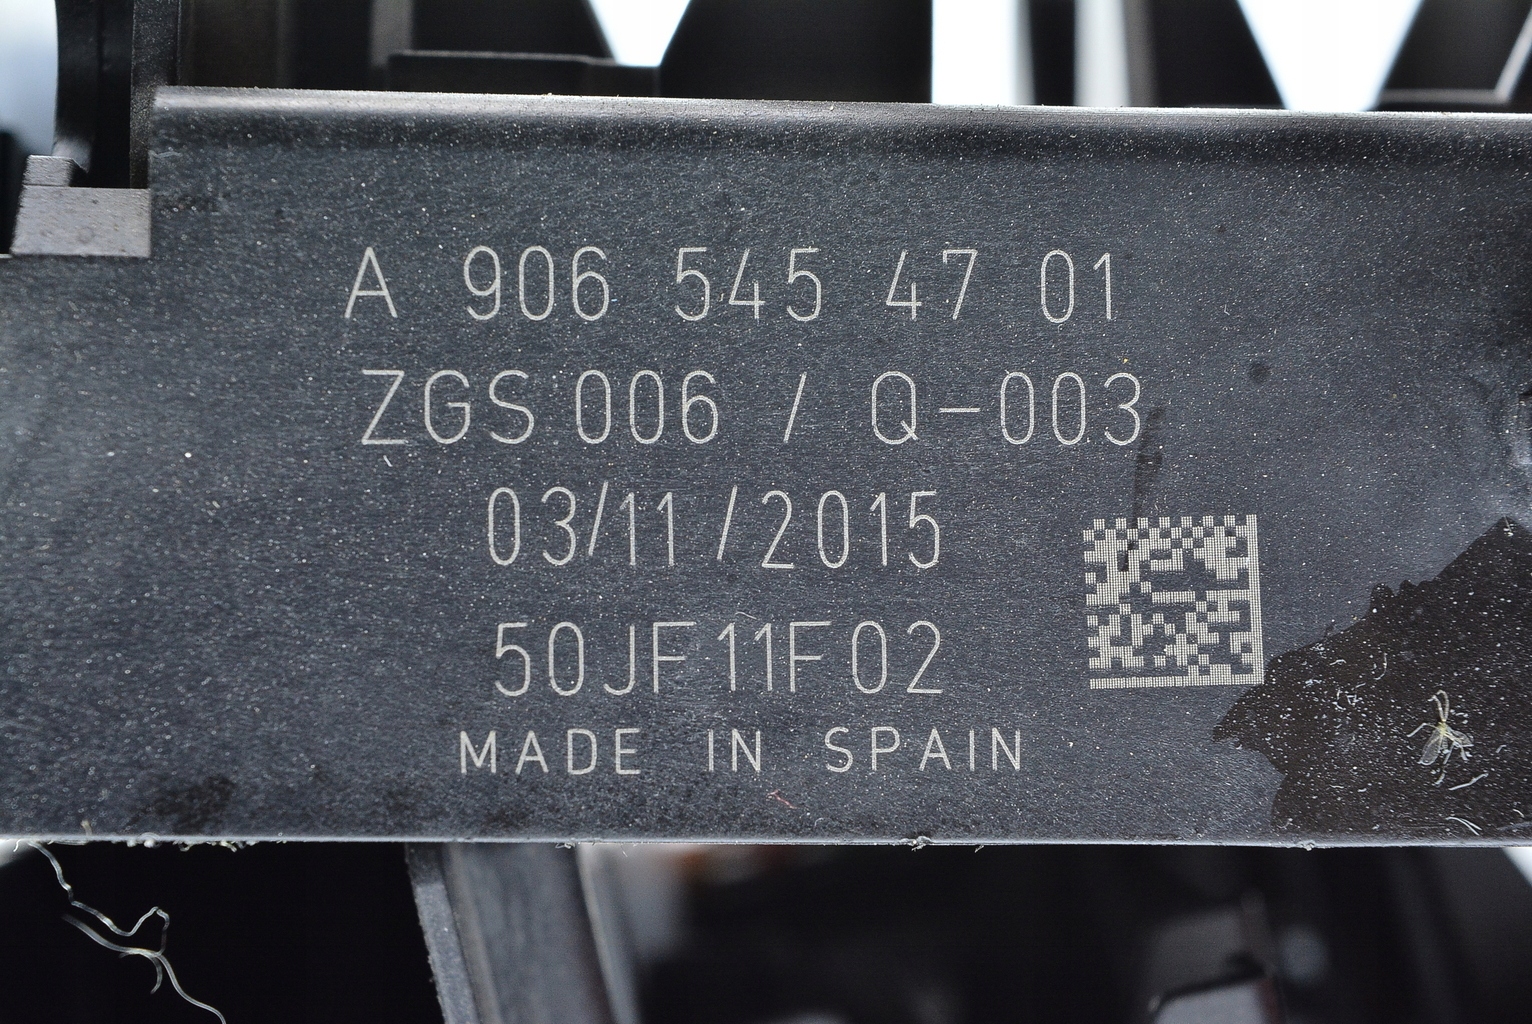 A 906 545 47 01
ZGS 006 / Q-003
03/11/2015
50JF11F02
MADE IN SPAIN